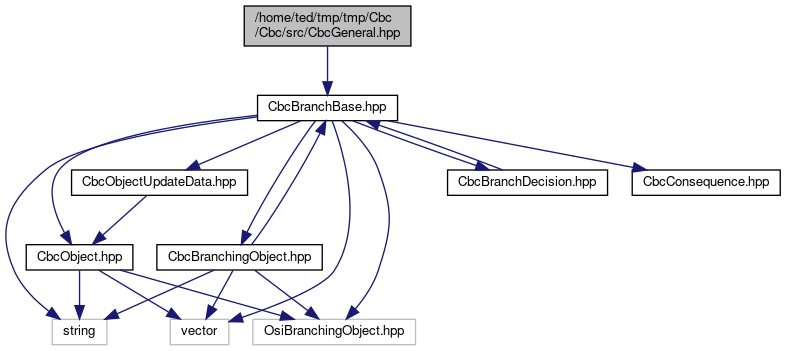 /home/ted/tmp/tmp/Cbc
/Cbc/src/CbcGeneral.hpp
CbcBranchBase.hpp
CbcObjectUpdateData.hpp
CbcBranchDecision.hpp
CbcConsequence.hpp
CbcObject.hpp
CbcBranchingObject.hpp
string
vector
OsiBranchingObject.hpp